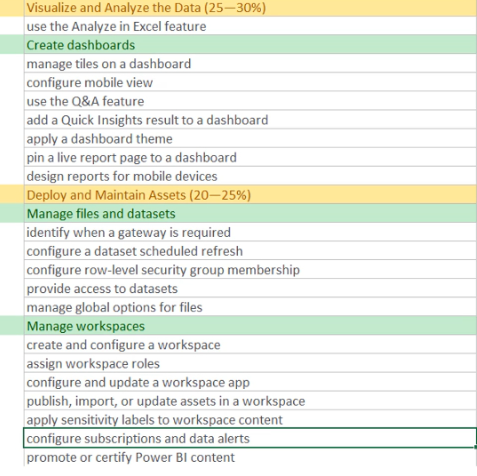 Visualize and Analyze the Data (25—30%)
use the Analyze in Excel feature
Create dashboards
manage tiles on a dashboard
configure mobile view
use the Q&A feature
add a Quick Insights result to a dashboard
apply a dashboard theme
pin a live report page to a dashboard
design reports for mobile devices
Deploy and Maintain Assets (20—25%)
Manage files and datasets
identify when a gateway is required
configure a dataset scheduled refresh
configure row-level security group membership
provide access to datasets
manage global options for files
Manage workspaces
create and configure a workspace
assign workspace roles
configure and update a workspace app
publish, import, or update assets in a workspace
apply sensitivity labels to workspace content
configure subscriptions and data alerts
promote or certify Power BI content